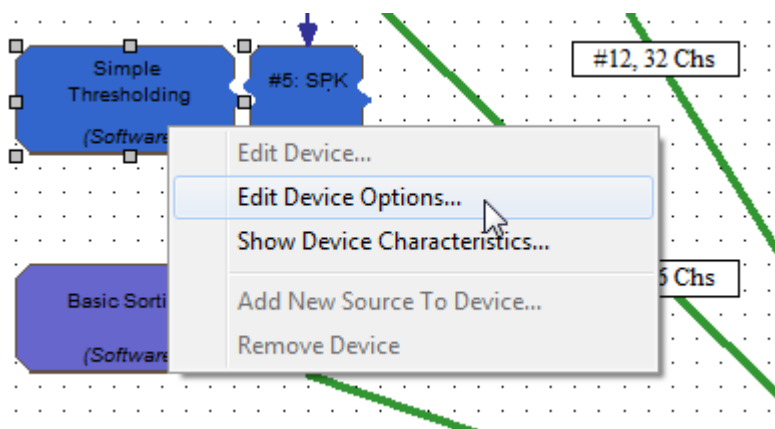 Simple
Thresholding
(Software
#5: SPK
#12, 32 Chs
Edit Device...
Edit Device Options...
Show Device Characteristics...
Add New Source To Device...
Remove Device
Chs
Basic Sorti
(Software